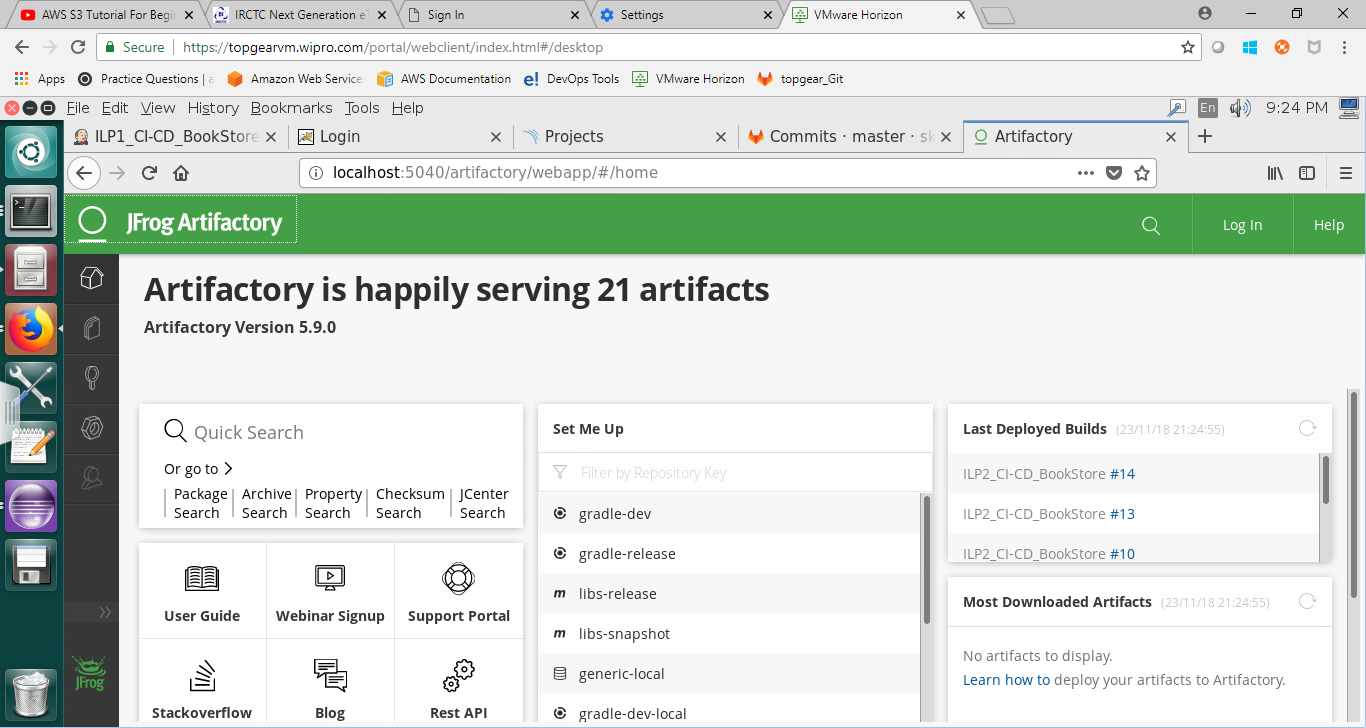 AWS S3 Tutorial For Begi
IRCTC Next Generation eT
Sign In
Settings
VMware Horizon
Secure
https://topgearvm.wipro.com/portal/webclient/index.html#/desktop
Apps
Practice Questions | a
Amazon Web Service
AWS Documentation
e!
DevOps Tools
VMware Horizon
topgear_Git
File Edit View History Bookmarks Tools Help
En
9:24 PM
ILP1_CI-CD_BookStore
Login
Projects
Commits · master · sk
Artifactory
localhost:5040/artifactory/webapp/#/home
JFrog Artifactory
Log In
Help
Artifactory is happily serving 21 artifacts
Artifactory Version 5.9.0
Quick Search
Or go to
Package Search
Archive Search
Property Search
Checksum Search
JCenter Search
User Guide
Webinar Signup
Support Portal
Stackoverflow
Blog
Rest API
Set Me Up
Filter by Repository Key
gradle-dev
gradle-release
m libs-release
m libs-snapshot
generic-local
gradle-dev-local
Last Deployed Builds (23/11/18 21:24:55)
ILP2_CI-CD_BookStore #14
ILP2_CI-CD_BookStore #13
ILP2_CI-CD_BookStore #10
Most Downloaded Artifacts (23/11/18 21:24:55)
No artifacts to display.
Learn how to deploy your artifacts to Artifactory.
JFrog